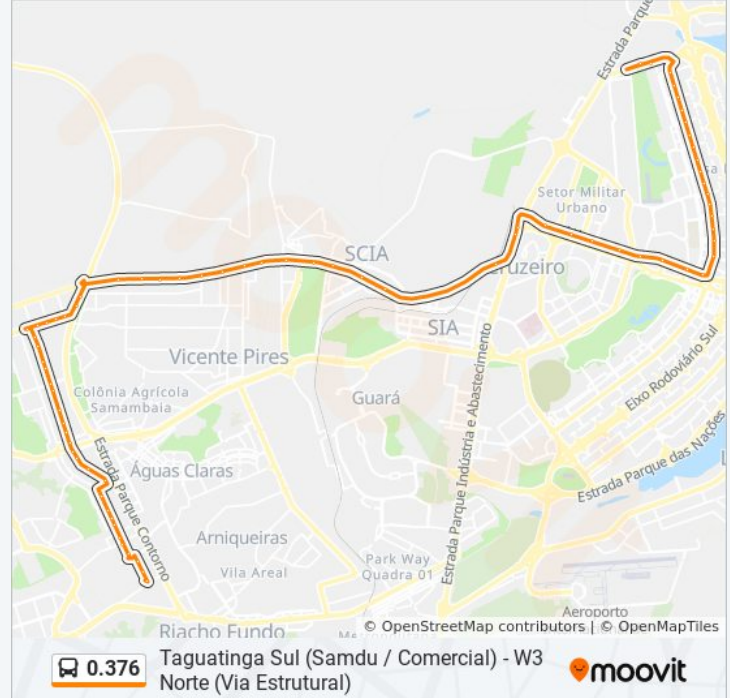 Estrada Parque
Setor Militar
Urbano
SCIA
Cruzeiro
SIA
Vicente Pires
Eixo Rodoviário Sul
Guará
Colônia Agrícola
Samambaia
Estrada Parque Indústria e Abastecimento
Estrada Parque das Nações
Estrada Parque Contorno
Águas Claras
Arniqueiras
Vila Areal
Park Way
Quadra 01
Aeroporto
Riacho Fundo
© OpenStreetMap contributors | © OpenMapTiles
0.376
Taguatinga Sul (Samdu / Comercial) - W3
Norte (Via Estrutural)
moovit